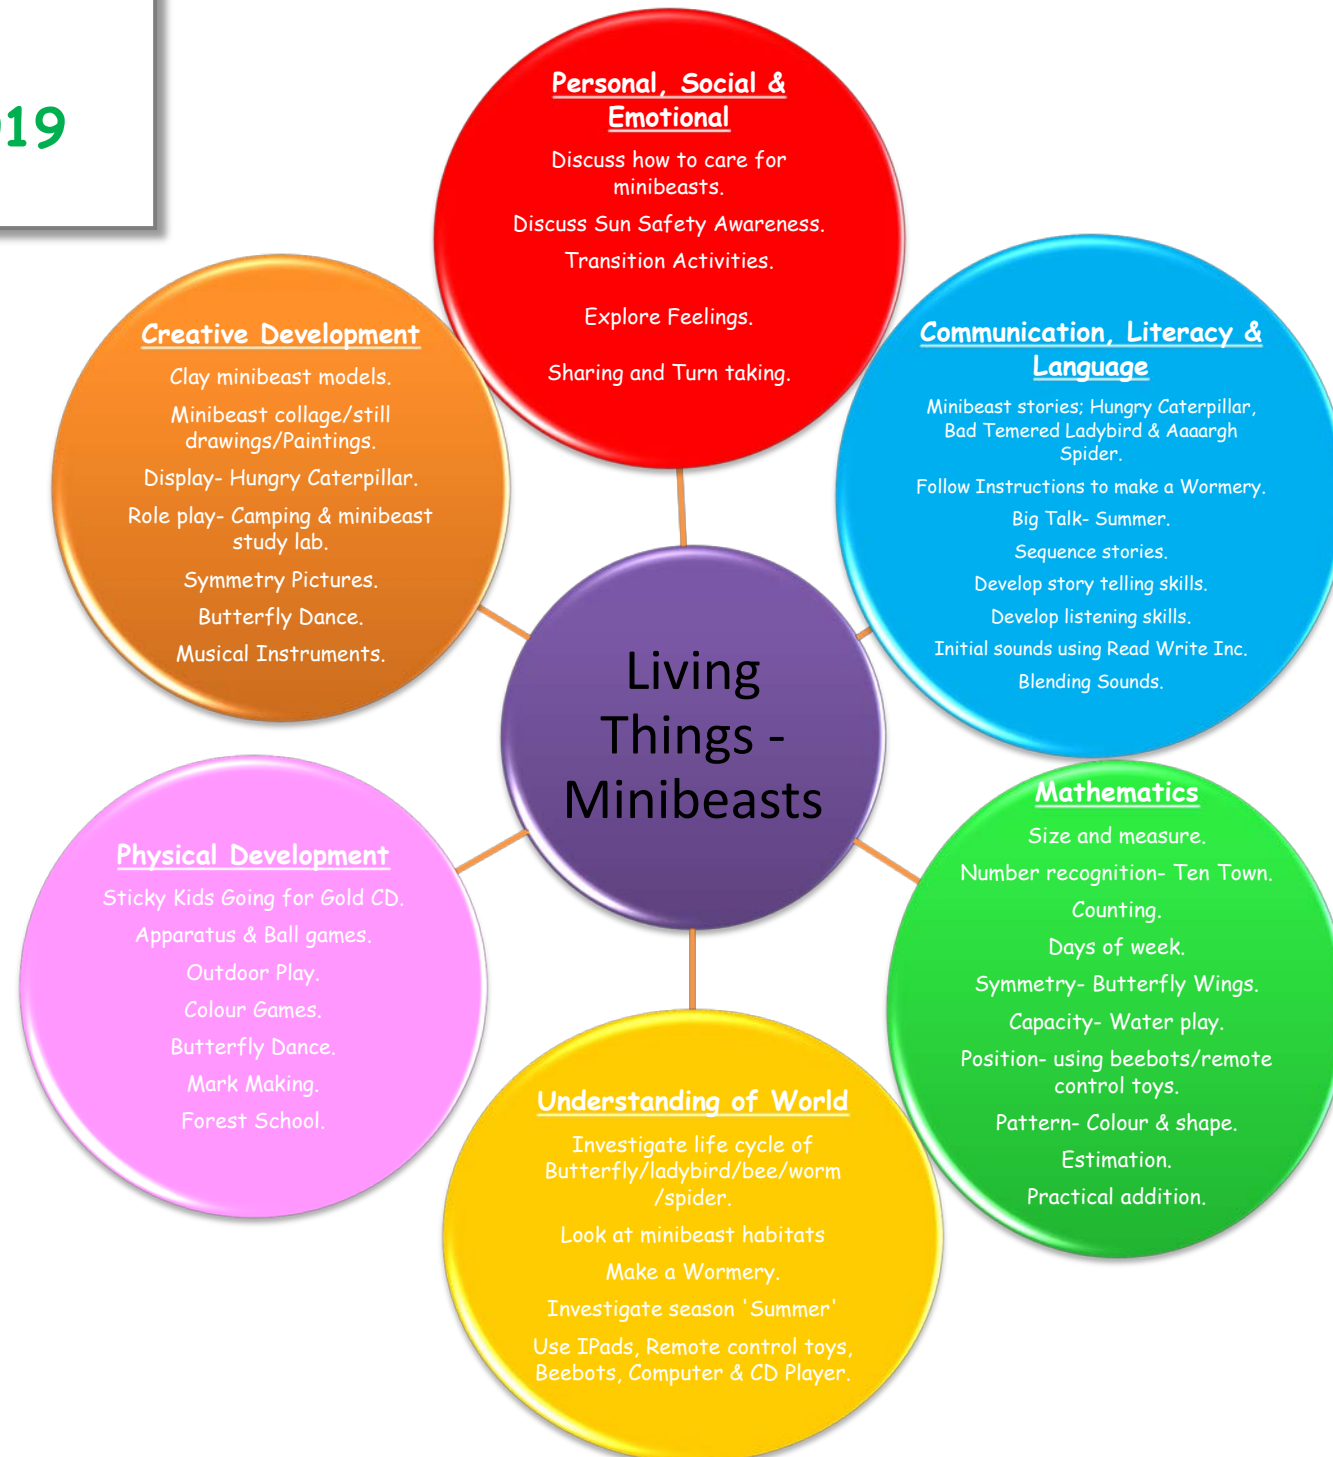 19
Personal, Social &
Emotional
Discuss how to care for
minibeasts.
Discuss Sun Safety Awareness.
Transition Activities.
Explore Feelings.
Sharing and Turn taking.
Communication, Literacy &
Language
Minibeast stories; Hungry Caterpillar,
Bad Temered Ladybird & Aaaargh
Spider.
Follow Instructions to make a Wormery.
Big Talk- Summer.
Sequence stories.
Develop story telling skills.
Develop listening skills.
Initial sounds using Read Write Inc.
Blending Sounds.
Mathematics
Size and measure.
Number recognition- Ten Town.
Counting.
Days of week.
Symmetry- Butterfly Wings.
Capacity- Water play.
Position- using beebots/remote
control toys.
Pattern- Colour & shape.
Estimation.
Practical addition.
Understanding of World
Investigate life cycle of
Butterfly/ladybird/bee/worm
/spider.
Look at minibeast habitats
Make a Wormery.
Investigate season 'Summer'
Use IPads, Remote control toys,
Beebots, Computer & CD Player.
Physical Development
Sticky Kids Going for Gold CD.
Apparatus & Ball games.
Outdoor Play.
Colour Games.
Butterfly Dance.
Mark Making.
Forest School.
Creative Development
Clay minibeast models.
Minibeast collage/still
drawings/Paintings.
Display- Hungry Caterpillar.
Role play- Camping & minibeast
study lab.
Symmetry Pictures.
Butterfly Dance.
Musical Instruments.
Living
Things -
Minibeasts